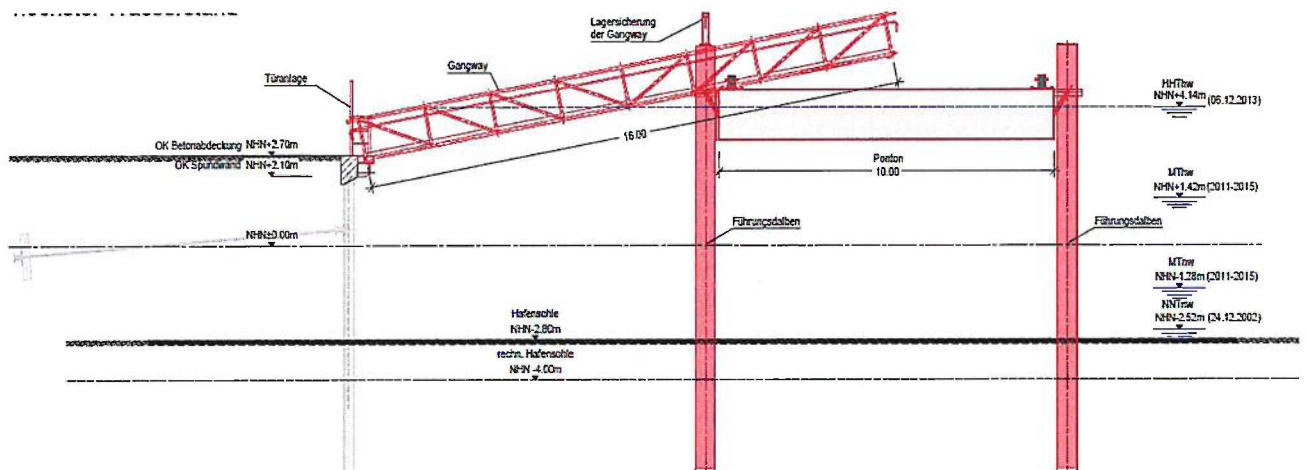 Lagersicherung
der Gangway
Gangway
Türanlage
HHThw
NHN+4.14m (06.12.2013)
16.00
OK Betonabdeckung NHN+2.70m
OK Spundwand NHN+2.10m
Ponton
10.00
MThw
NHN+1.42m (2011-2015)
Führungsdalben
Führungsdalben
NHN±0.00m
MTnw
NHN-1.28m (2011-2015)
NNTnw
NHN-2.52m (24.12.2002)
Hafensohle
NHN-2.80m
rechn. Hafensohle
NHN -4.00m